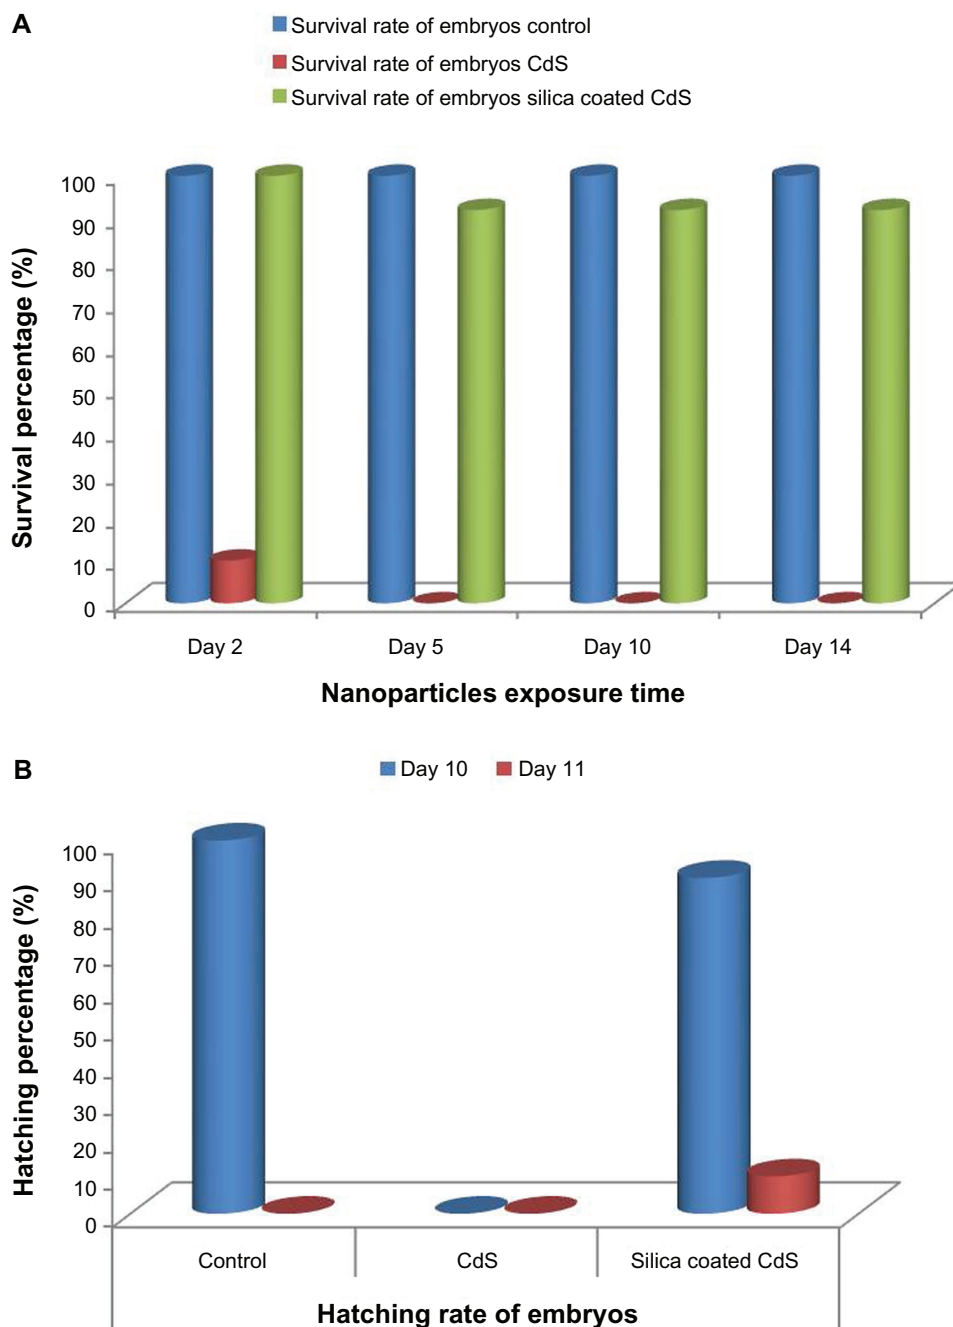 A
Survival rate of embryos control
Survival rate of embryos CdS
Survival rate of embryos silica coated CdS
Survival percentage (%)
100
90
80
70
60
50
40
30
20
10
0
Day 2
Day 5
Day 10
Day 14
Nanoparticles exposure time
B
Day 10
Day 11
Hatching percentage (%)
100
90
80
70
60
50
40
30
20
10
0
Control
CdS
Silica coated CdS
Hatching rate of embryos